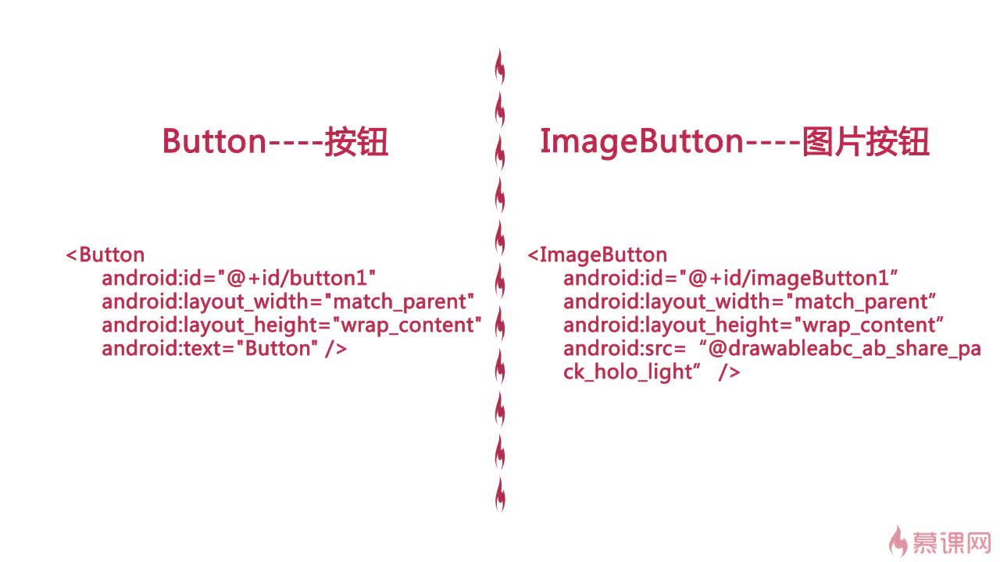 Button----按钮
<Button
android:id="@+id/button1"
android:layout_width="match_parent"
android:layout_height="wrap_content"
android:text="Button" />
ImageButton----图片按钮
<ImageButton
android:id="@+id/imageButton1”
android:layout_width="match_parent”
android:layout_height="wrap_content”
android:src= “@drawableabc_ab_share_pa
ck_holo_light” />
慕课网